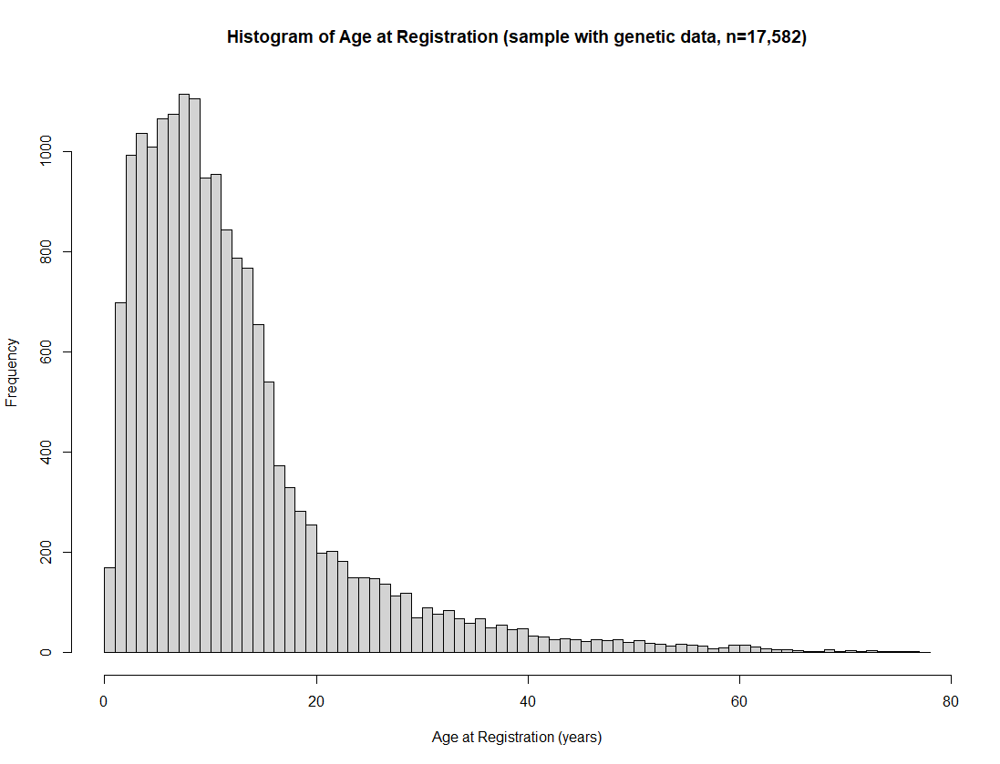 Histogram of Age at Registration (sample with genetic data, n=17,582)
Frequency
1000
800
600
400
200
0
0 20 40 60 80
Age at Registration (years)